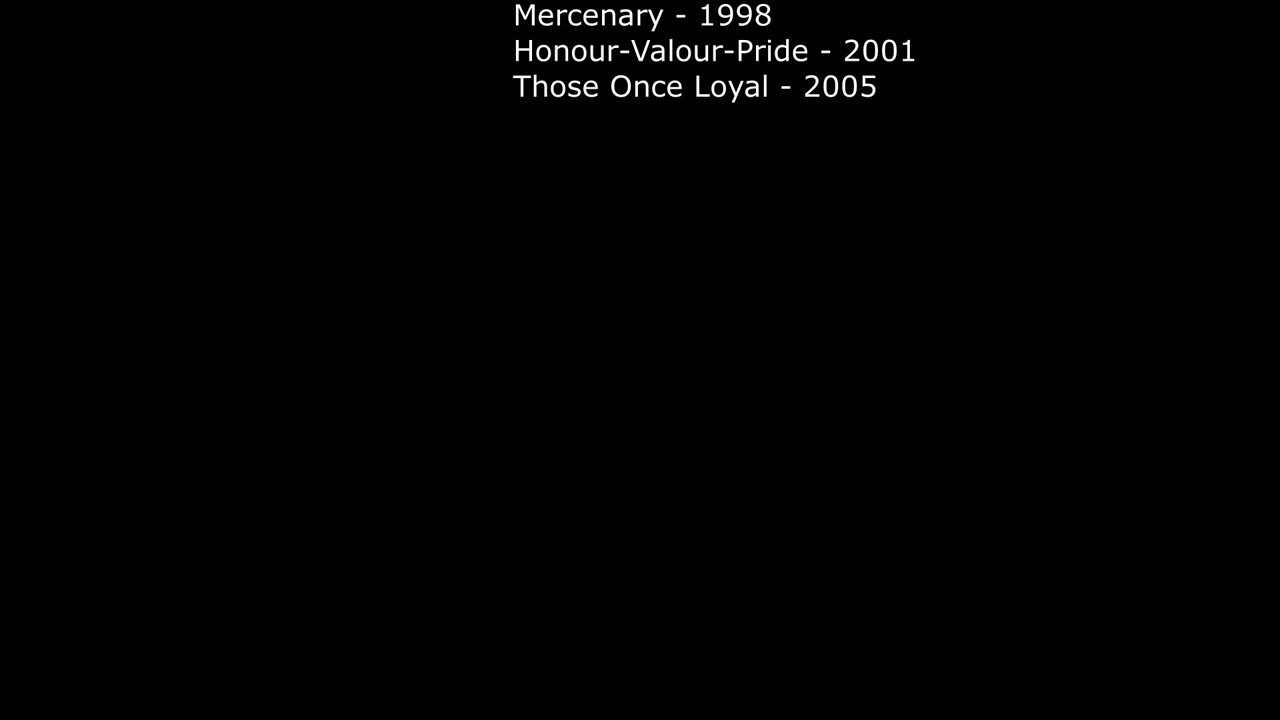 Mercenary - 1998
Honour-Valour-Pride - 2001
Those Once Loyal - 2005